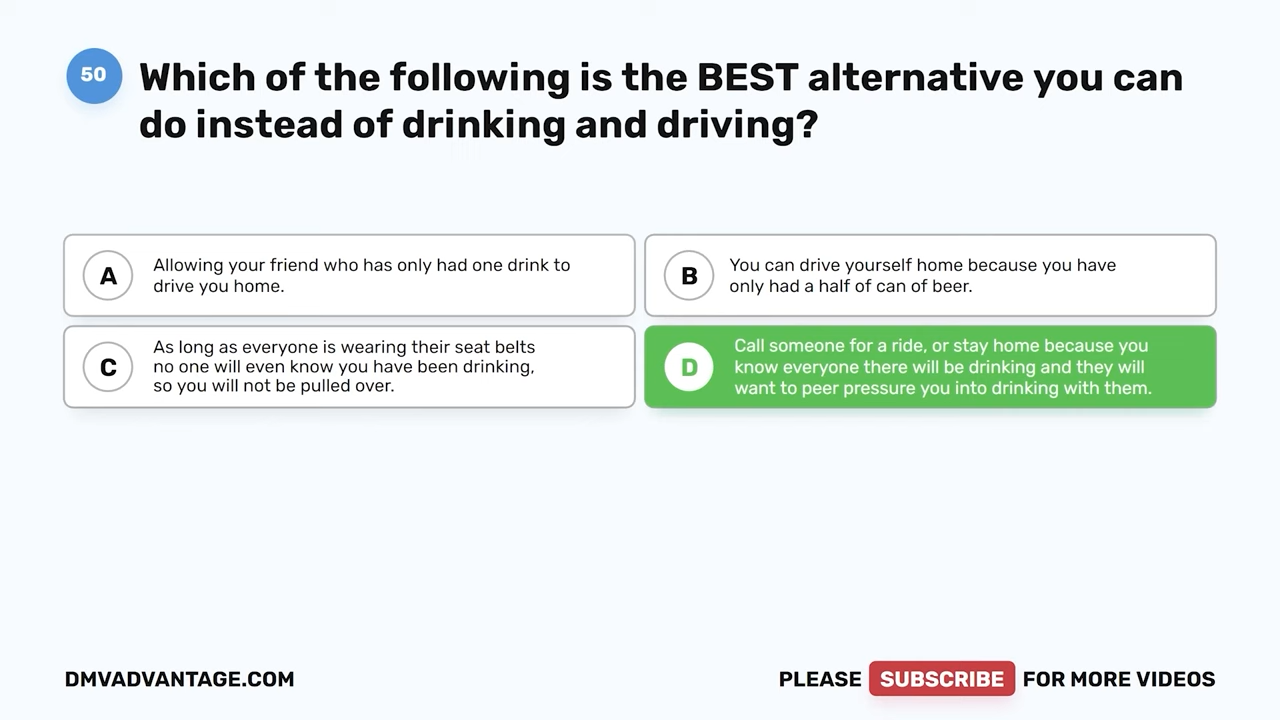 50
Which of the following is the BEST alternative you can
do instead of drinking and driving?
A
Allowing your friend who has only had one drink to
drive you home.
B
You can drive yourself home because you have
only had a half of can of beer.
C
As long as everyone is wearing their seat belts
no one will even know you have been drinking,
so you will not be pulled over.
D
Call someone for a ride, or stay home because you
know everyone there will be drinking and they will
want to peer pressure you into drinking with them.
DMVADVANTAGE.COM
PLEASE SUBSCRIBE FOR MORE VIDEOS